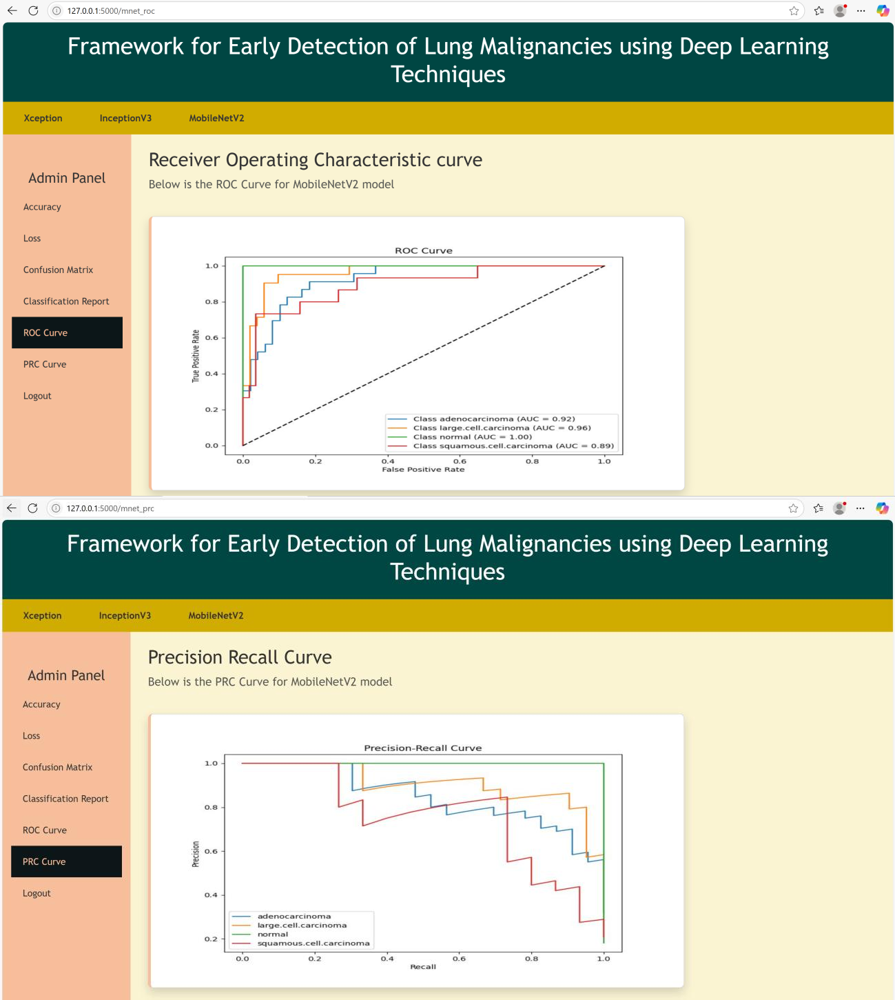 127.0.0.1:5000/mnet_roc
Framework for Early Detection of Lung Malignancies using Deep Learning
Techniques
Xception InceptionV3 MobileNetV2
Admin Panel
Accuracy
Loss
Confusion Matrix
Classification Report
ROC Curve
PRC Curve
Logout
Receiver Operating Characteristic curve
Below is the ROC Curve for MobileNetV2 model
ROC Curve
1.0
0.8
0.6
0.4
0.2
0.0
True Positive Rate
Class adenocarcinoma (AUC = 0.92)
Class large.cell.carcinoma (AUC = 0.96)
Class normal (AUC = 1.00)
Class squamous.cell.carcinoma (AUC = 0.89)
0.0 0.2 0.4 0.6 0.8 1.0
False Positive Rate
127.0.0.1:5000/mnet_prc
Framework for Early Detection of Lung Malignancies using Deep Learning
Techniques
Xception InceptionV3 MobileNetV2
Admin Panel
Accuracy
Loss
Confusion Matrix
Classification Report
ROC Curve
PRC Curve
Logout
Precision Recall Curve
Below is the PRC Curve for MobileNetV2 model
Precision-Recall Curve
1.0
0.8
0.6
0.4
0.2
Precision
adenocarcinoma
large.cell.carcinoma
normal
squamous.cell.carcinoma
0.0 0.2 0.4 0.6 0.8 1.0
Recall